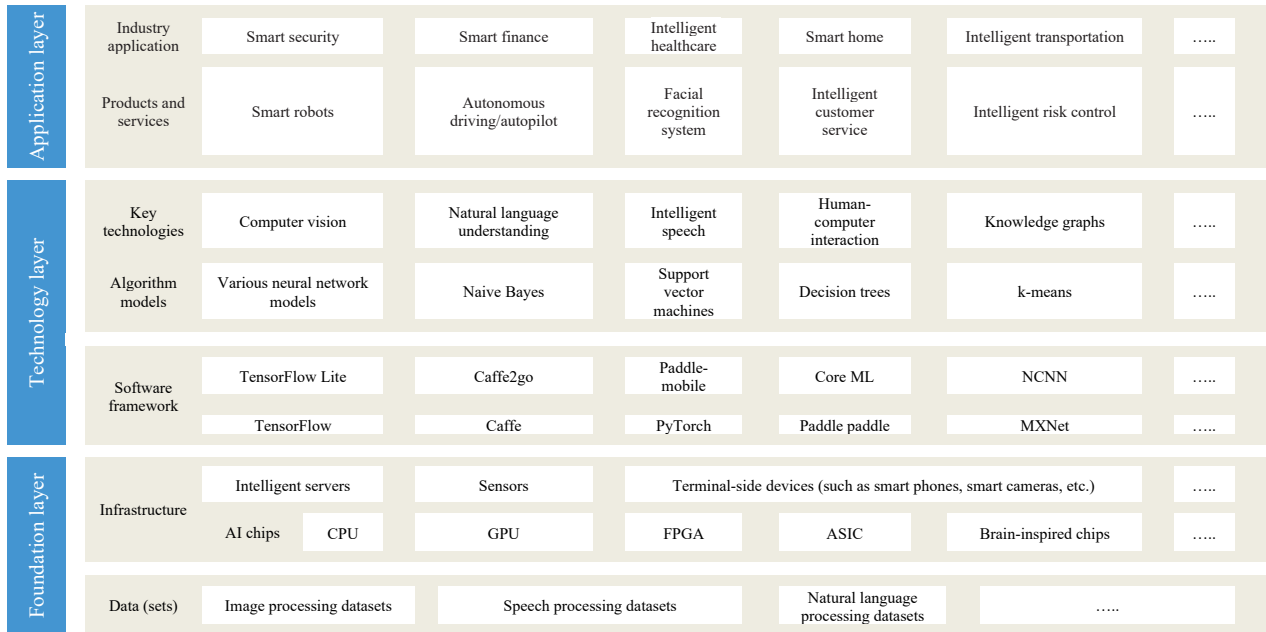 Application layer
Industry
application
Smart security
Smart finance
Intelligent
healthcare
Smart home
Intelligent transportation
…..
Products and
services
Smart robots
Autonomous
driving/autopilot
Facial
recognition
system
Intelligent
customer
service
Intelligent risk control
…..
Technology layer
Key
technologies
Computer vision
Natural language
understanding
Intelligent
speech
Human-
computer
interaction
Knowledge graphs
…..
Algorithm
models
Various neural network
models
Naive Bayes
Support
vector
machines
Decision trees
k-means
…..
Software
framework
TensorFlow Lite
Caffe2go
Paddle-
mobile
Core ML
NCNN
…..
TensorFlow
Caffe
PyTorch
Paddle paddle
MXNet
…..
Foundation layer
Infrastructure
Intelligent servers
Sensors
Terminal-side devices (such as smart phones, smart cameras, etc.)
…..
AI chips
CPU
GPU
FPGA
ASIC
Brain-inspired chips
…..
Data (sets)
Image processing datasets
Speech processing datasets
Natural language
processing datasets
…..